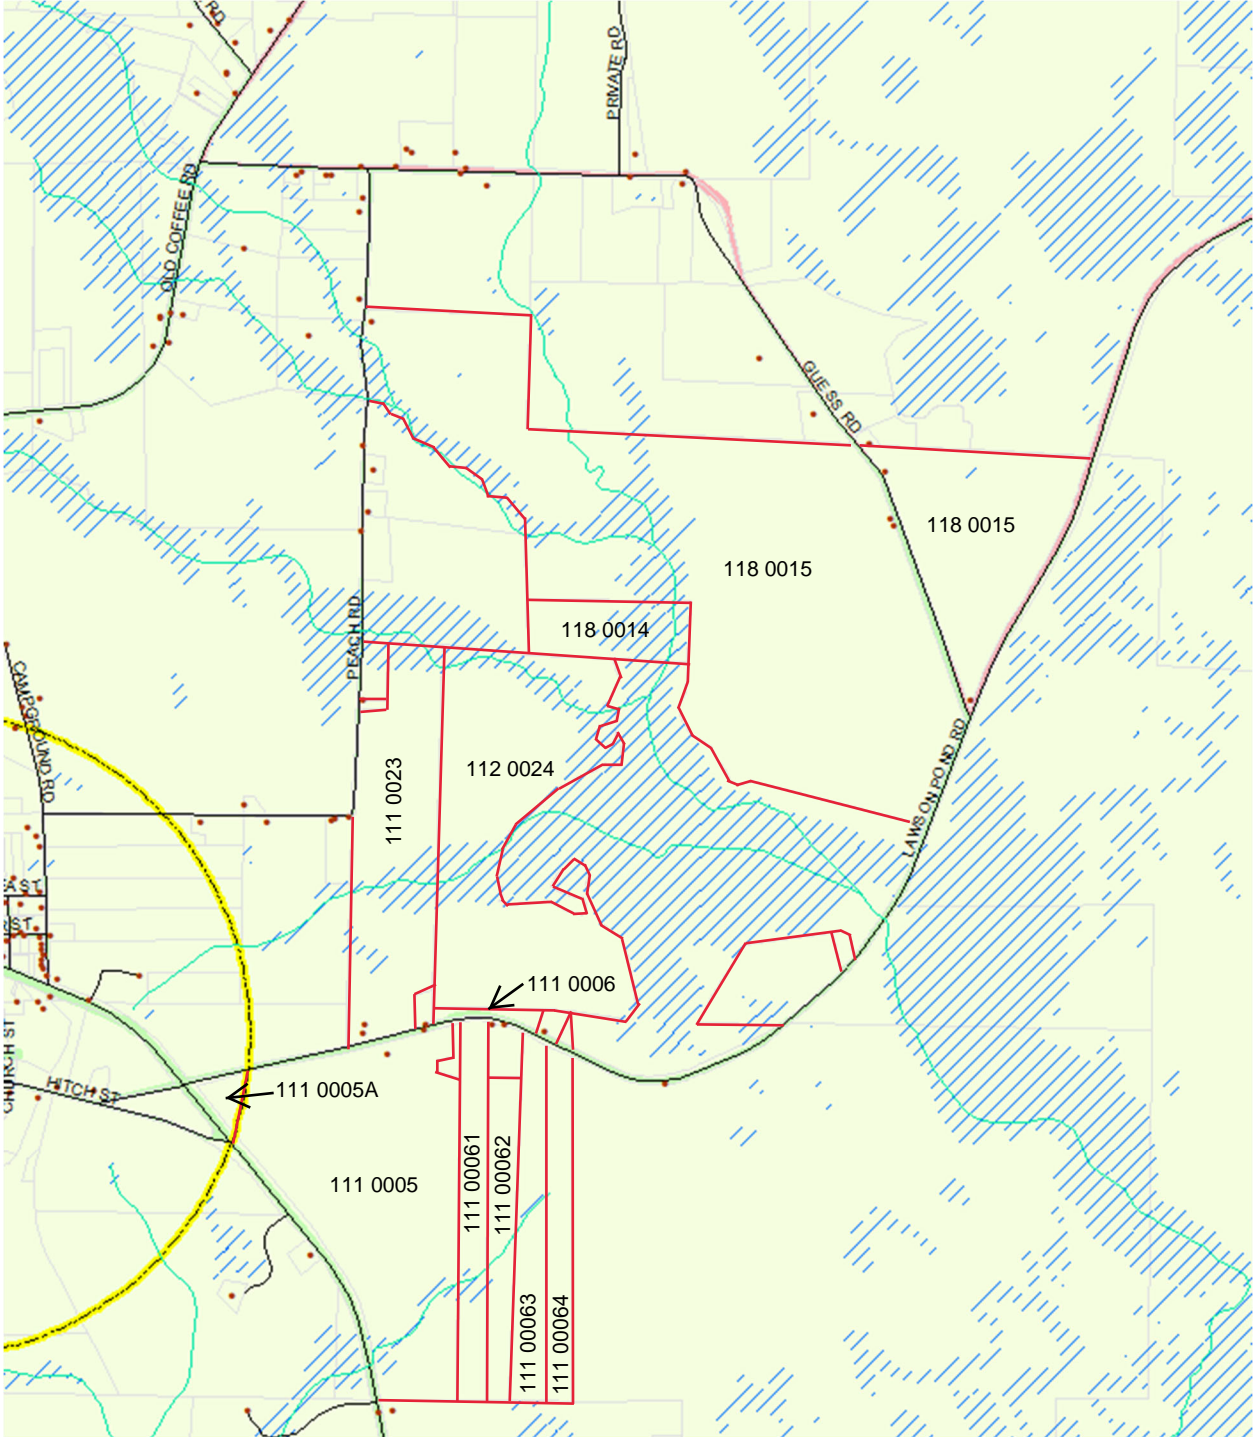 RD
PRIVATE RD
OLD COFFEE RD
GUESS RD
118 0015
118 0015
PEACH RD
118 0014
CAMPGROUND RD
LAWSON POND RD
111 0023
112 0024
AST
ST
111 0006
CHURCH ST
HITCH ST
111 0005A
111 0005
111 00061
111 00062
111 00063
111 00064